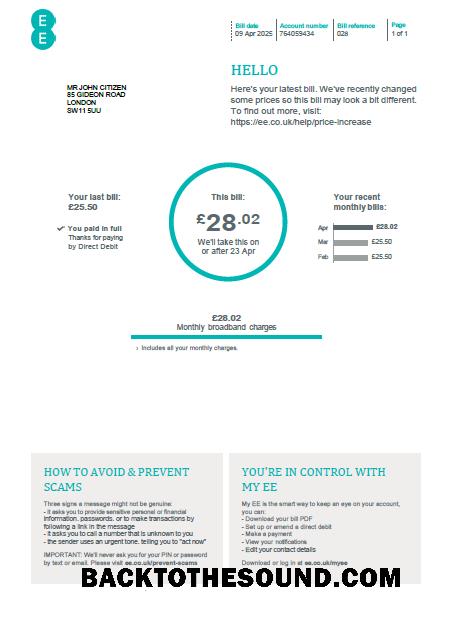 EE
Bill date
09 Apr 2025
Account number
764059434
Bill reference
028
Page
1 of 1
HELLO
Here's your latest bill. We've recently changed
some prices so this bill may look a bit different.
To find out more, visit:
https://ee.co.uk/help/price-increase
MR JOHN CITIZEN
85 GIDEON ROAD
LONDON
SW11 5UU
Your last bill:
£25.50
✓ You paid in full
Thanks for paying
by Direct Debit
This bill:
£28.02
We'll take this on
or after 23 Apr
Your recent
monthly bills:
Apr £28.02
Mar £25.50
Feb £25.50
£28.02
Monthly broadband charges
› Includes all your monthly charges.
HOW TO AVOID & PREVENT
SCAMS
Three signs a message might not be genuine:
- it asks you to provide sensitive personal or financial
information, passwords, or to make transactions by
following a link in the message
- it asks you to call a number that is unknown to you
- the sender uses an urgent tone, telling you to "act now"
IMPORTANT: We'll never ask you for your PIN or password
by text or email. Please visit ee.co.uk/prevent-scams
YOU'RE IN CONTROL WITH
MY EE
My EE is the smart way to keep an eye on your account,
you can:
- Download your bill PDF
- Set up or amend a direct debit
- Make a payment
- View your notifications
- Edit your contact details
Download or log in at ee.co.uk/myee
BACKTOTHESOUND.COM